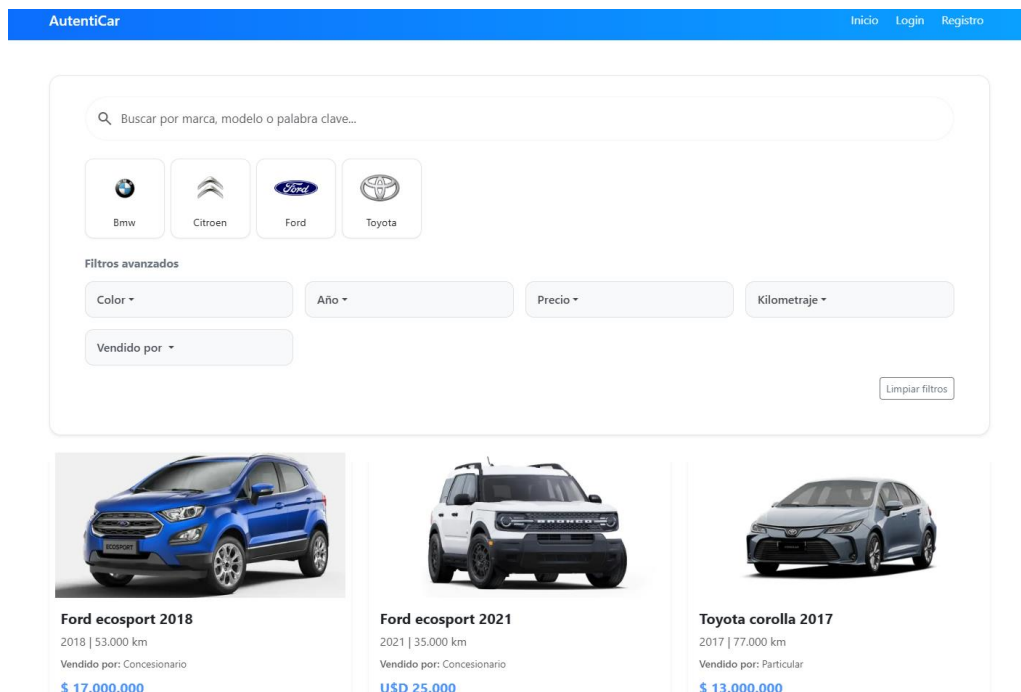 AutentiCar Inicio Login Registro
Buscar por marca, modelo o palabra clave...
Ford
Bmw Citroen Ford Toyota
Filtros avanzados
Color Año Precio Kilometraje
Vendido por
Limpiar filtros
ECOSPORT BRONCO
Ford ecosport 2018 Ford ecosport 2021 Toyota corolla 2017
2018 | 53.000 km 2021 | 35.000 km 2017 | 77.000 km
Vendido por: Concesionario Vendido por: Concesionario Vendido por: Particular
$ 17.000.000 U$D 25.000 $ 13.000.000